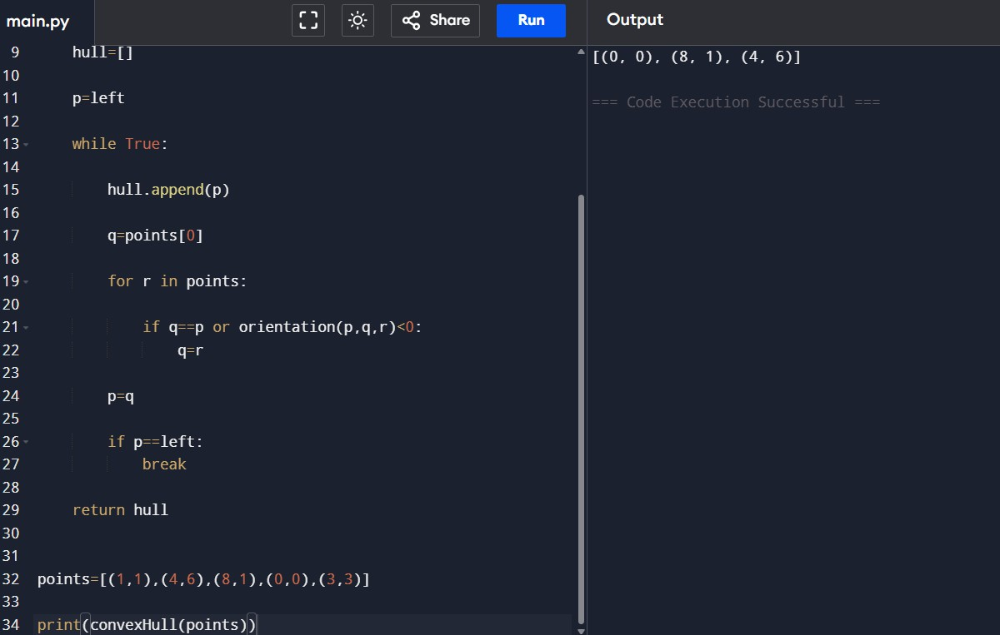 main.py
Share
Run
Output
9 hull=[]
10
11 p=left
12
13 while True:
14
15 hull.append(p)
16
17 q=points[0]
18
19 for r in points:
20
21 if q==p or orientation(p,q,r)<0:
22 q=r
23
24 p=q
25
26 if p==left:
27 break
28
29 return hull
30
31
32 points=[(1,1),(4,6),(8,1),(0,0),(3,3)]
33
34 print(convexHull(points))
[(0, 0), (8, 1), (4, 6)]
=== Code Execution Successful ===